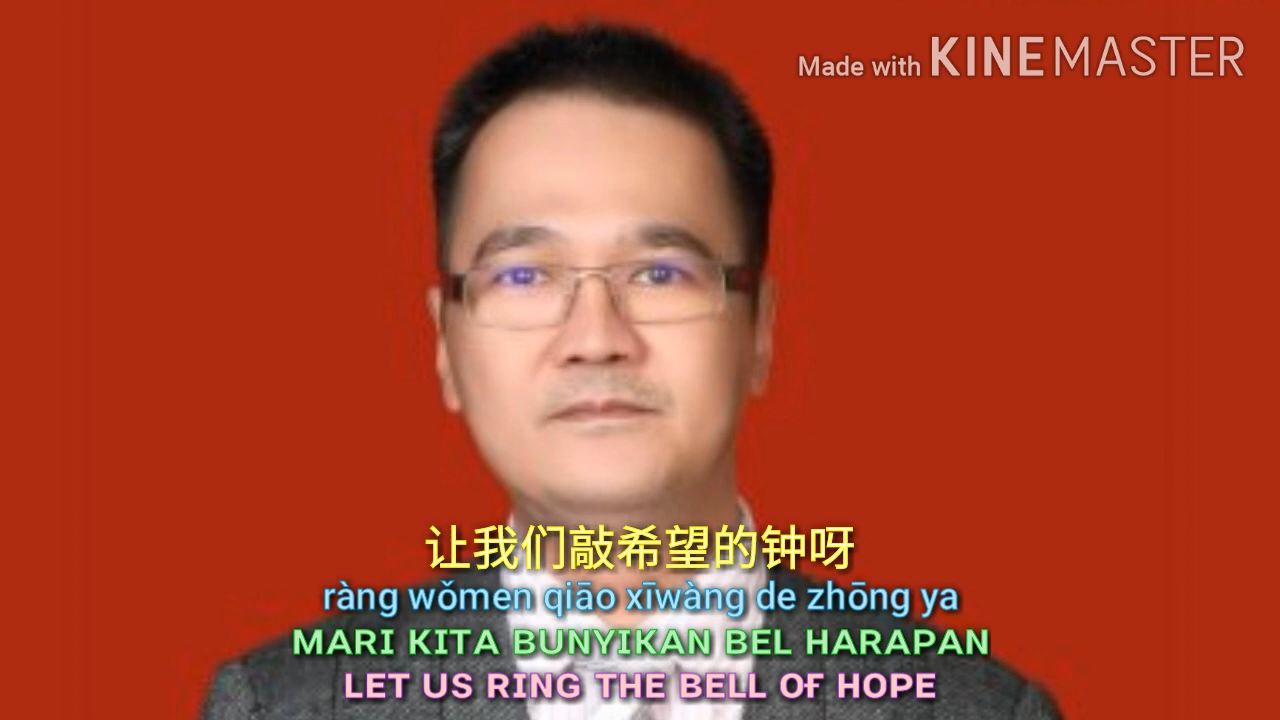 Made with KINEMASTER
让我们敲希望的钟呀
ràng wǒmen qiāo xīwàng de zhōng ya
MARI KITA BUNYIKAN BEL HARAPAN
LET US RING THE BELL OF HOPE